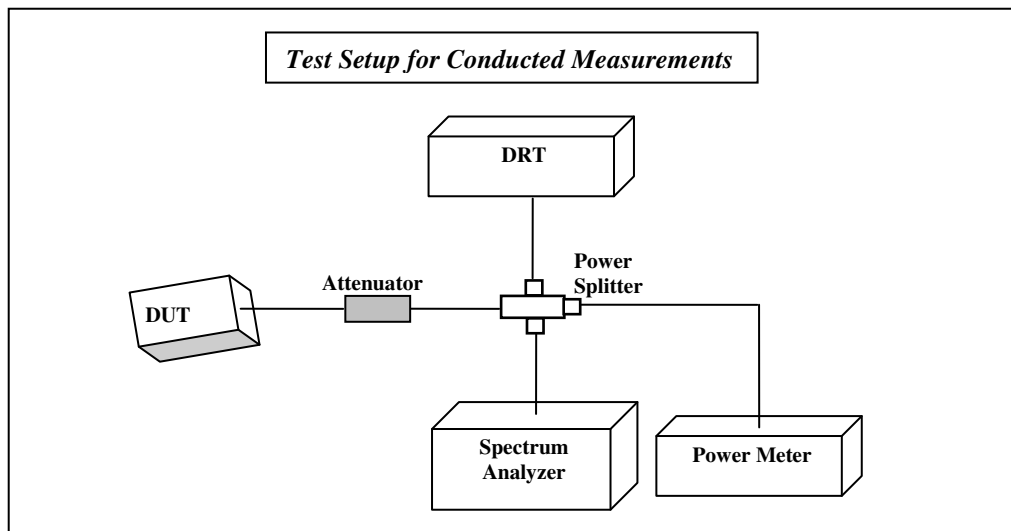 Test Setup for Conducted Measurements
DRT
Power
Splitter
Attenuator
DUT
Spectrum
Analyzer
Power Meter